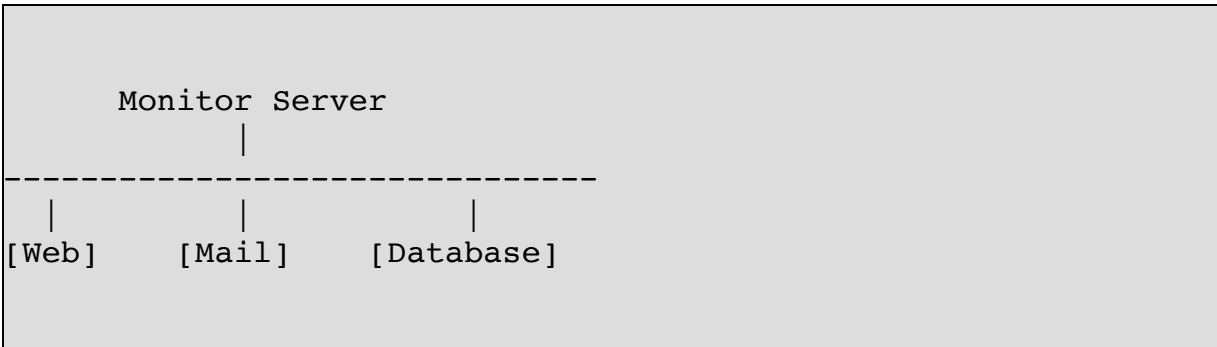 Monitor Server
|
-------------------------------
| | |
[Web] [Mail] [Database]